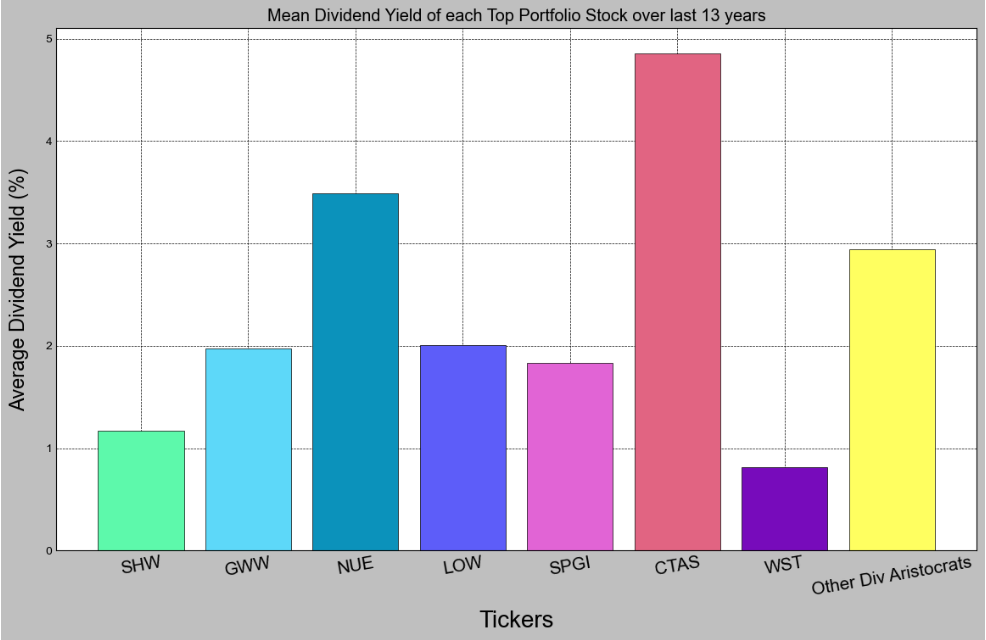 Mean Dividend Yield of each Top Portfolio Stock over last 13 years
Average Dividend Yield (%)
5
4
3
2
1
0
SHW GWW NUE LOW SPGI CTAS WST Other Div Aristocrats
Tickers